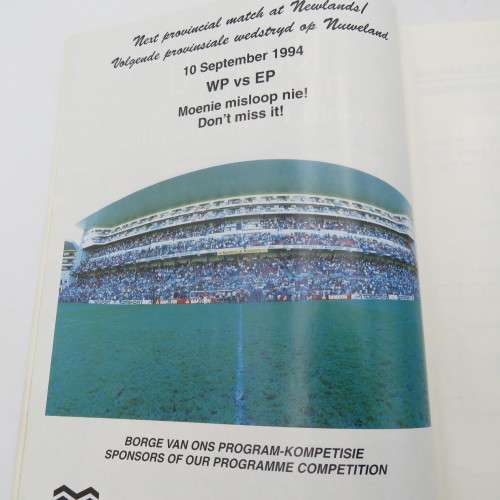 Next provincial match at Newlands!
Volgende provinsiale wedstryd op Nuweland
10 September 1994
WP vs EP
Moenie misloop nie!
Don't miss it!
BORGE VAN ONS PROGRAM-KOMPETISIE
SPONSORS OF OUR PROGRAMME COMPETITION